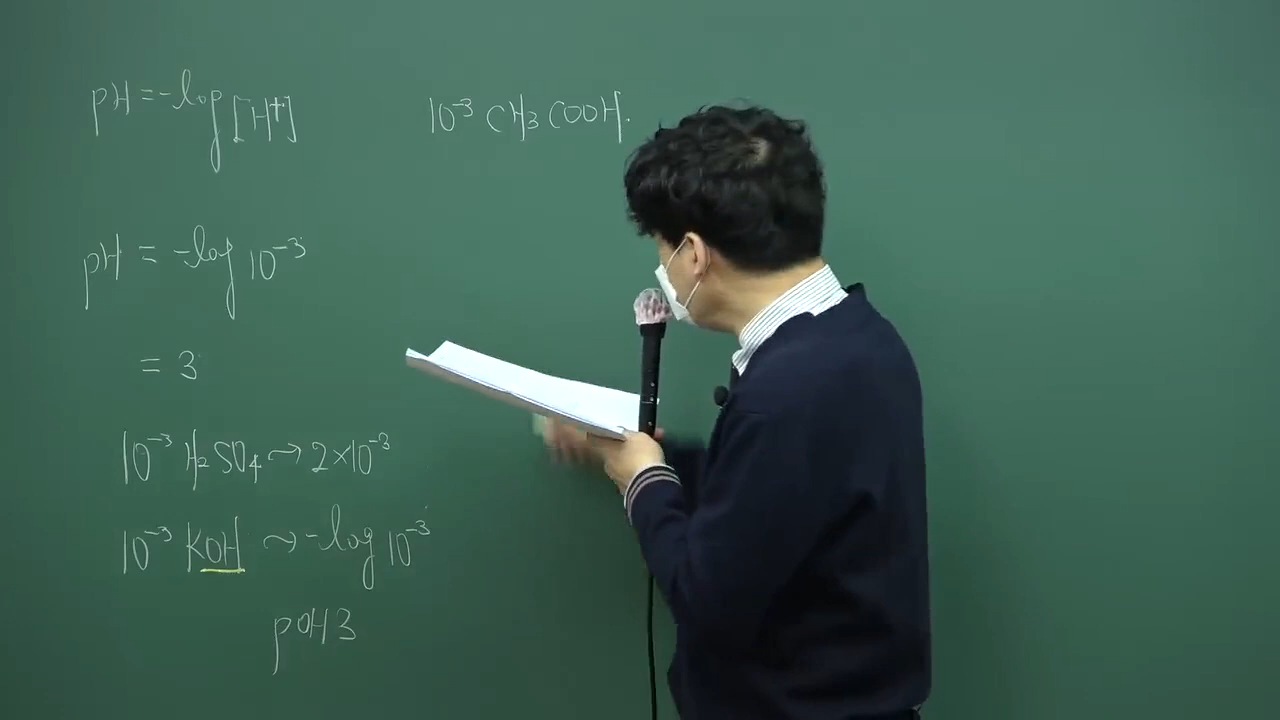 pH = -log [H⁺]
pH = -log 10⁻³
= 3
10⁻³ H₂SO₄ → 2×10⁻³
10⁻³ KOH → -log 10⁻³
pOH 3
10⁻³ CH₃COOH.